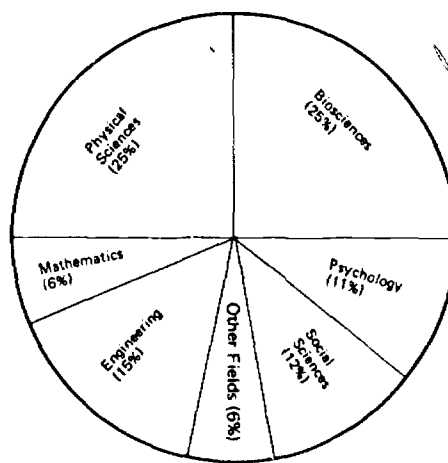 Physical
Sciences
(25%)
Biosciences
(25%)
Mathematics
(6%)
Psychology
(11%)
Engineering
(15%)
Other Fields (6%)
Social
Sciences
(12%)